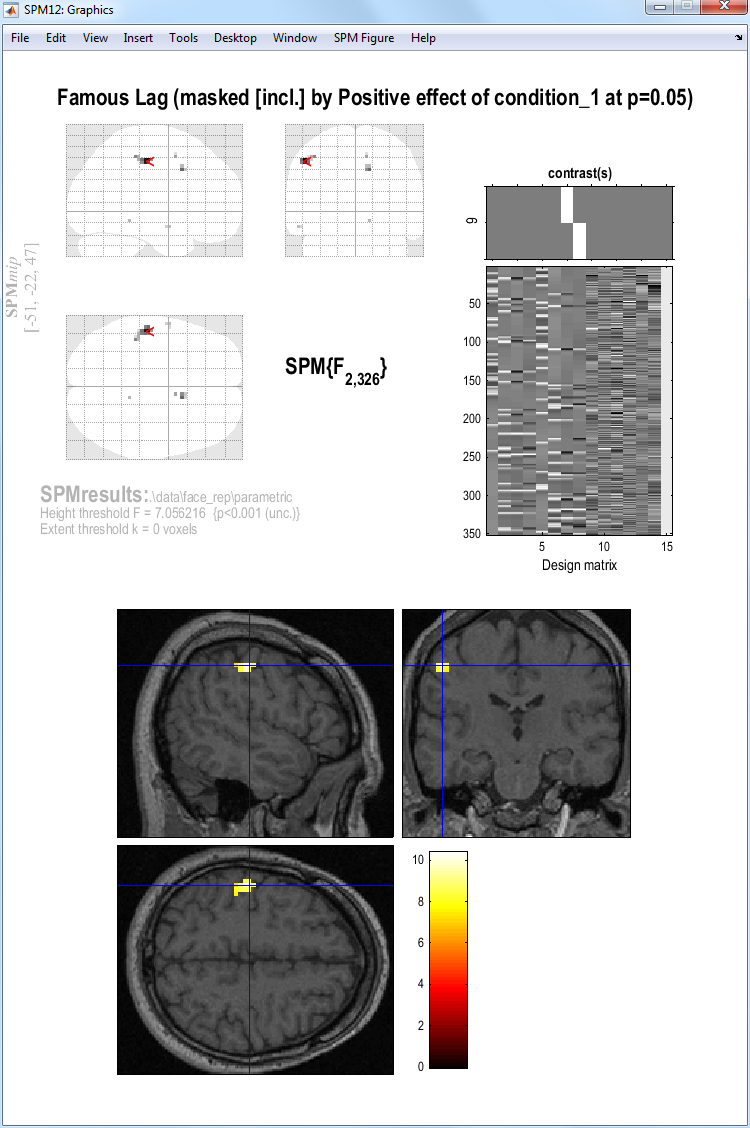 SPM12: Graphics
File Edit View Insert Tools Desktop Window SPM Figure Help
Famous Lag (masked [incl.] by Positive effect of condition_1 at p=0.05)
SPMmip
[-51, -22, 47]
SPM{F2,326}
SPMresults:.\data\face_rep\parametric
Height threshold F = 7.056216 {p<0.001 (unc.)}
Extent threshold k = 0 voxels
contrast(s)
9
50
100
150
200
250
300
350
5 10 15
Design matrix
10
8
6
4
2
0